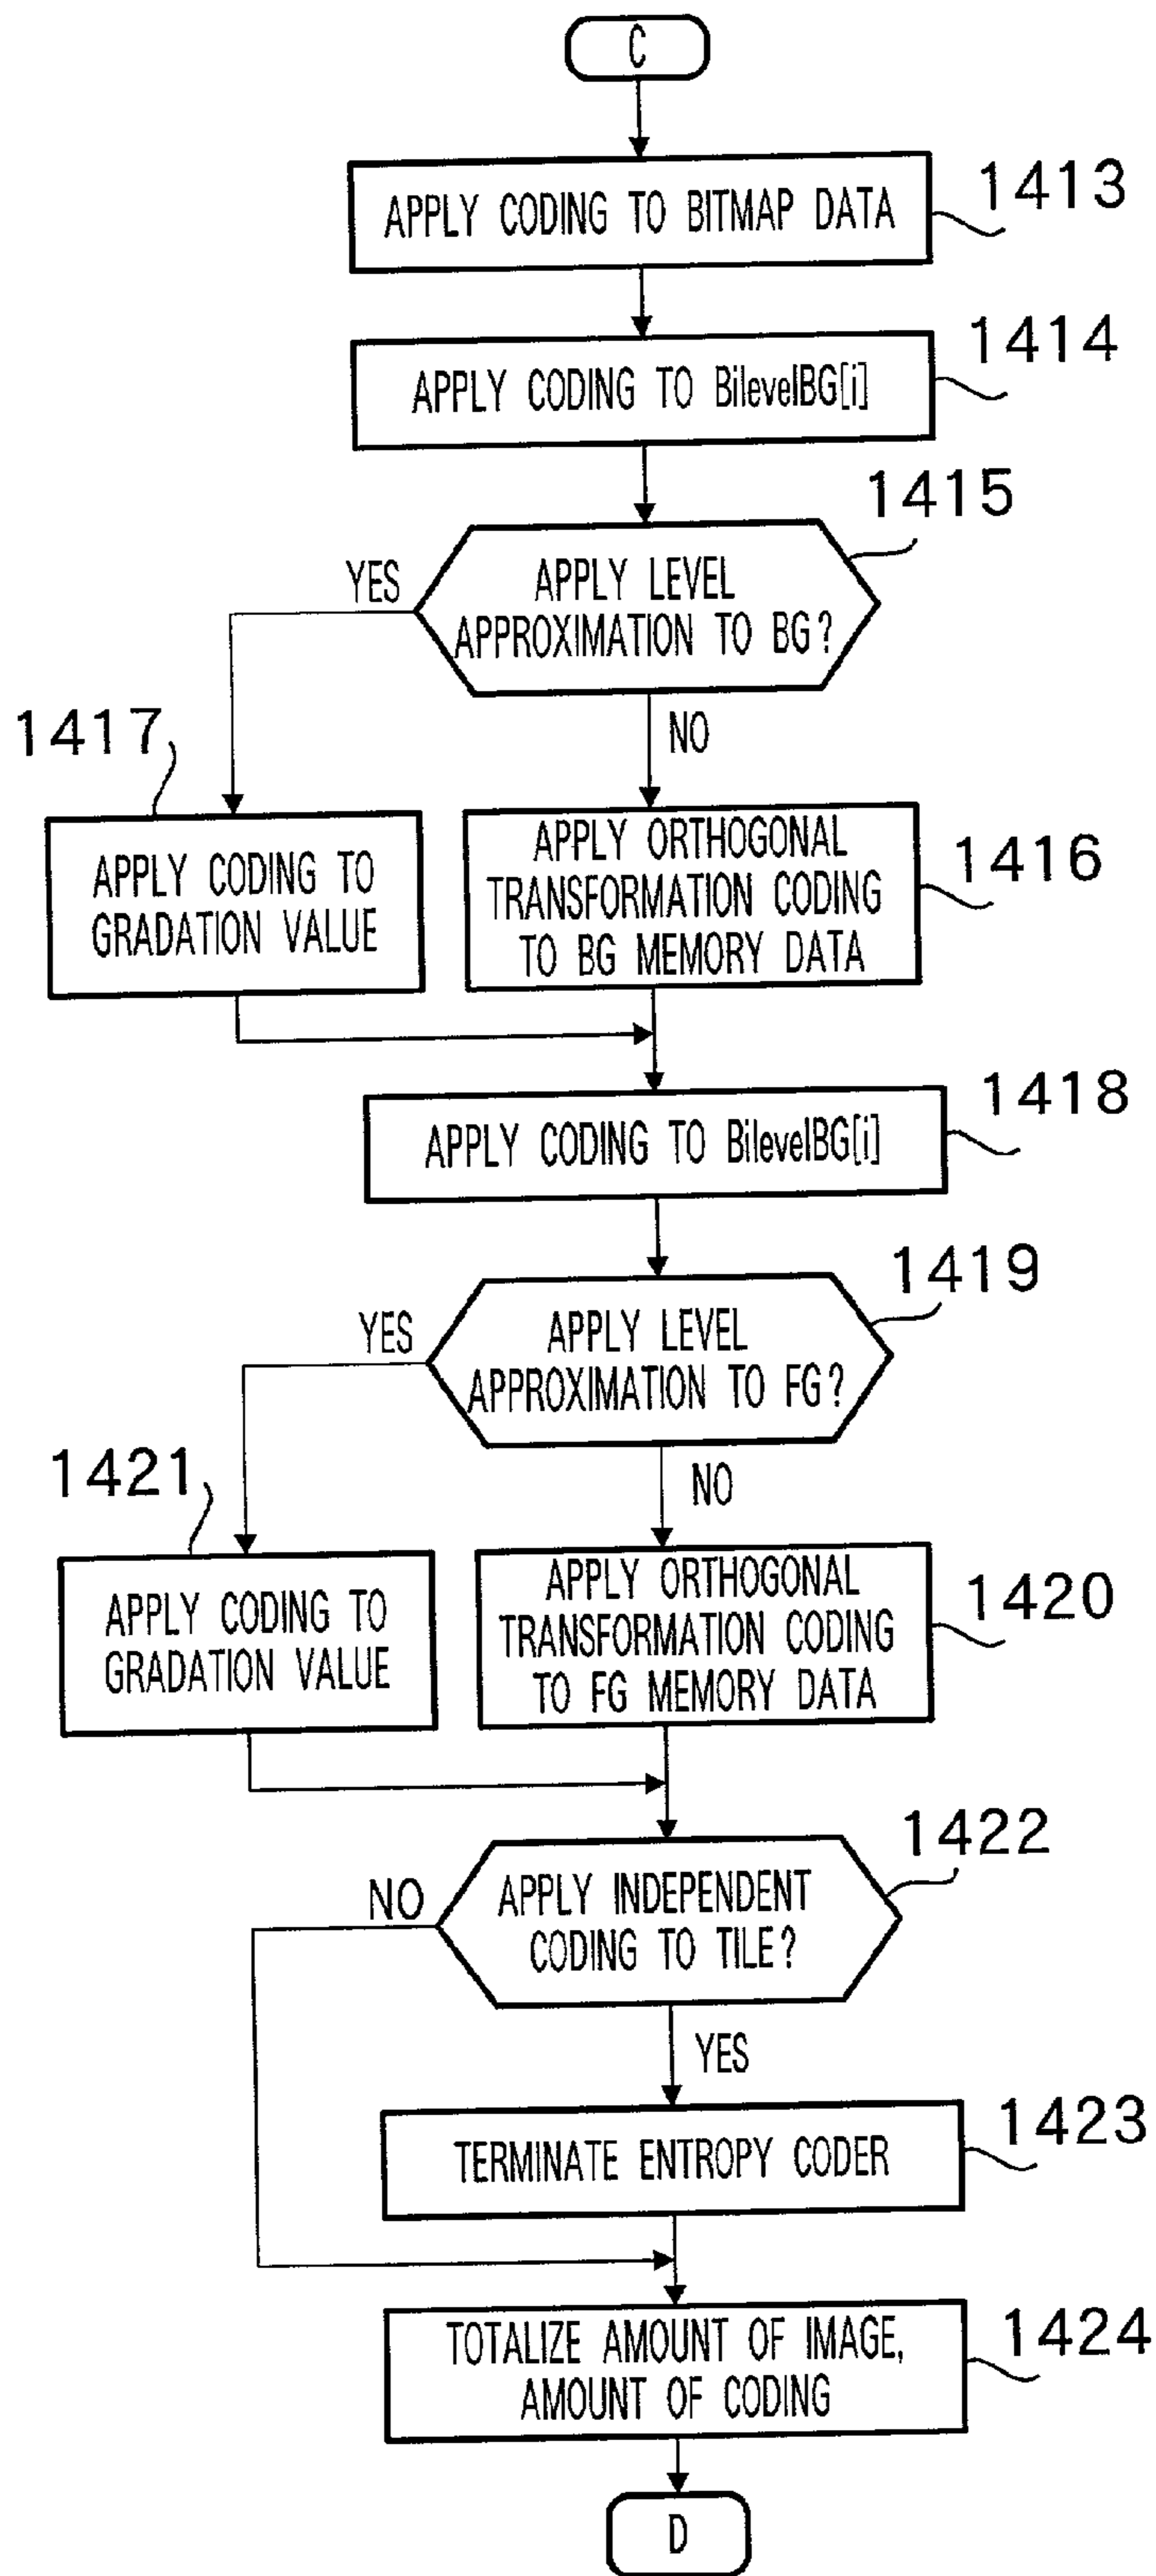 C
APPLY CODING TO BITMAP DATA
1413
APPLY CODING TO BilevelBG[i]
1414
1415
APPLY LEVEL
APPROXIMATION TO BG?
YES
NO
1417
APPLY CODING TO
GRADATION VALUE
APPLY ORTHOGONAL
TRANSFORMATION CODING
TO BG MEMORY DATA
1416
APPLY CODING TO BilevelBG[i]
1418
1419
APPLY LEVEL
APPROXIMATION TO FG?
YES
NO
1421
APPLY CODING TO
GRADATION VALUE
APPLY ORTHOGONAL
TRANSFORMATION CODING
TO FG MEMORY DATA
1420
1422
APPLY INDEPENDENT
CODING TO TILE?
NO
YES
TERMINATE ENTROPY CODER
1423
TOTALIZE AMOUNT OF IMAGE,
AMOUNT OF CODING
1424
D